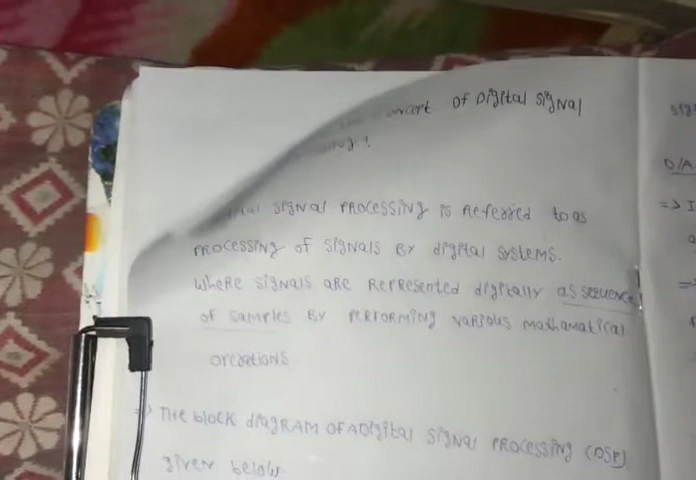 OF Digital Signal
Signal PROCESSING is Referred to as
PROCESSING of signals By digital systems.
Where signals are Represented digitally as sequence
of samples By PERFORMING various mathamatical
operations
=> The block diagram OF A Digital Signal PROCESSING (DSP)
given below
D/A
=> I